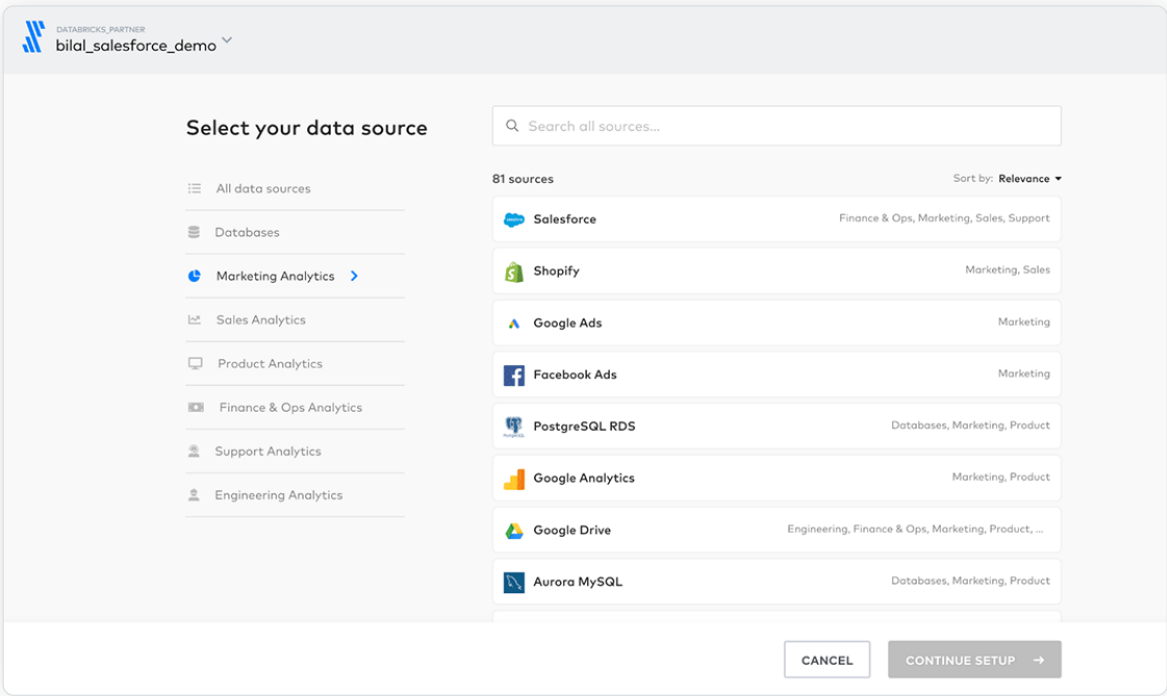 DATABRICKS_PARTNER
bilal_salesforce_demo
Select your data source
All data sources
Databases
Marketing Analytics
Sales Analytics
Product Analytics
Finance & Ops Analytics
Support Analytics
Engineering Analytics
Search all sources...
81 sources
Sort by: Relevance
Salesforce
Finance & Ops, Marketing, Sales, Support
Shopify
Marketing, Sales
Google Ads
Marketing
Facebook Ads
Marketing
PostgreSQL RDS
Databases, Marketing, Product
Google Analytics
Marketing, Product
Google Drive
Engineering, Finance & Ops, Marketing, Product, ...
Aurora MySQL
Databases, Marketing, Product
CANCEL
CONTINUE SETUP